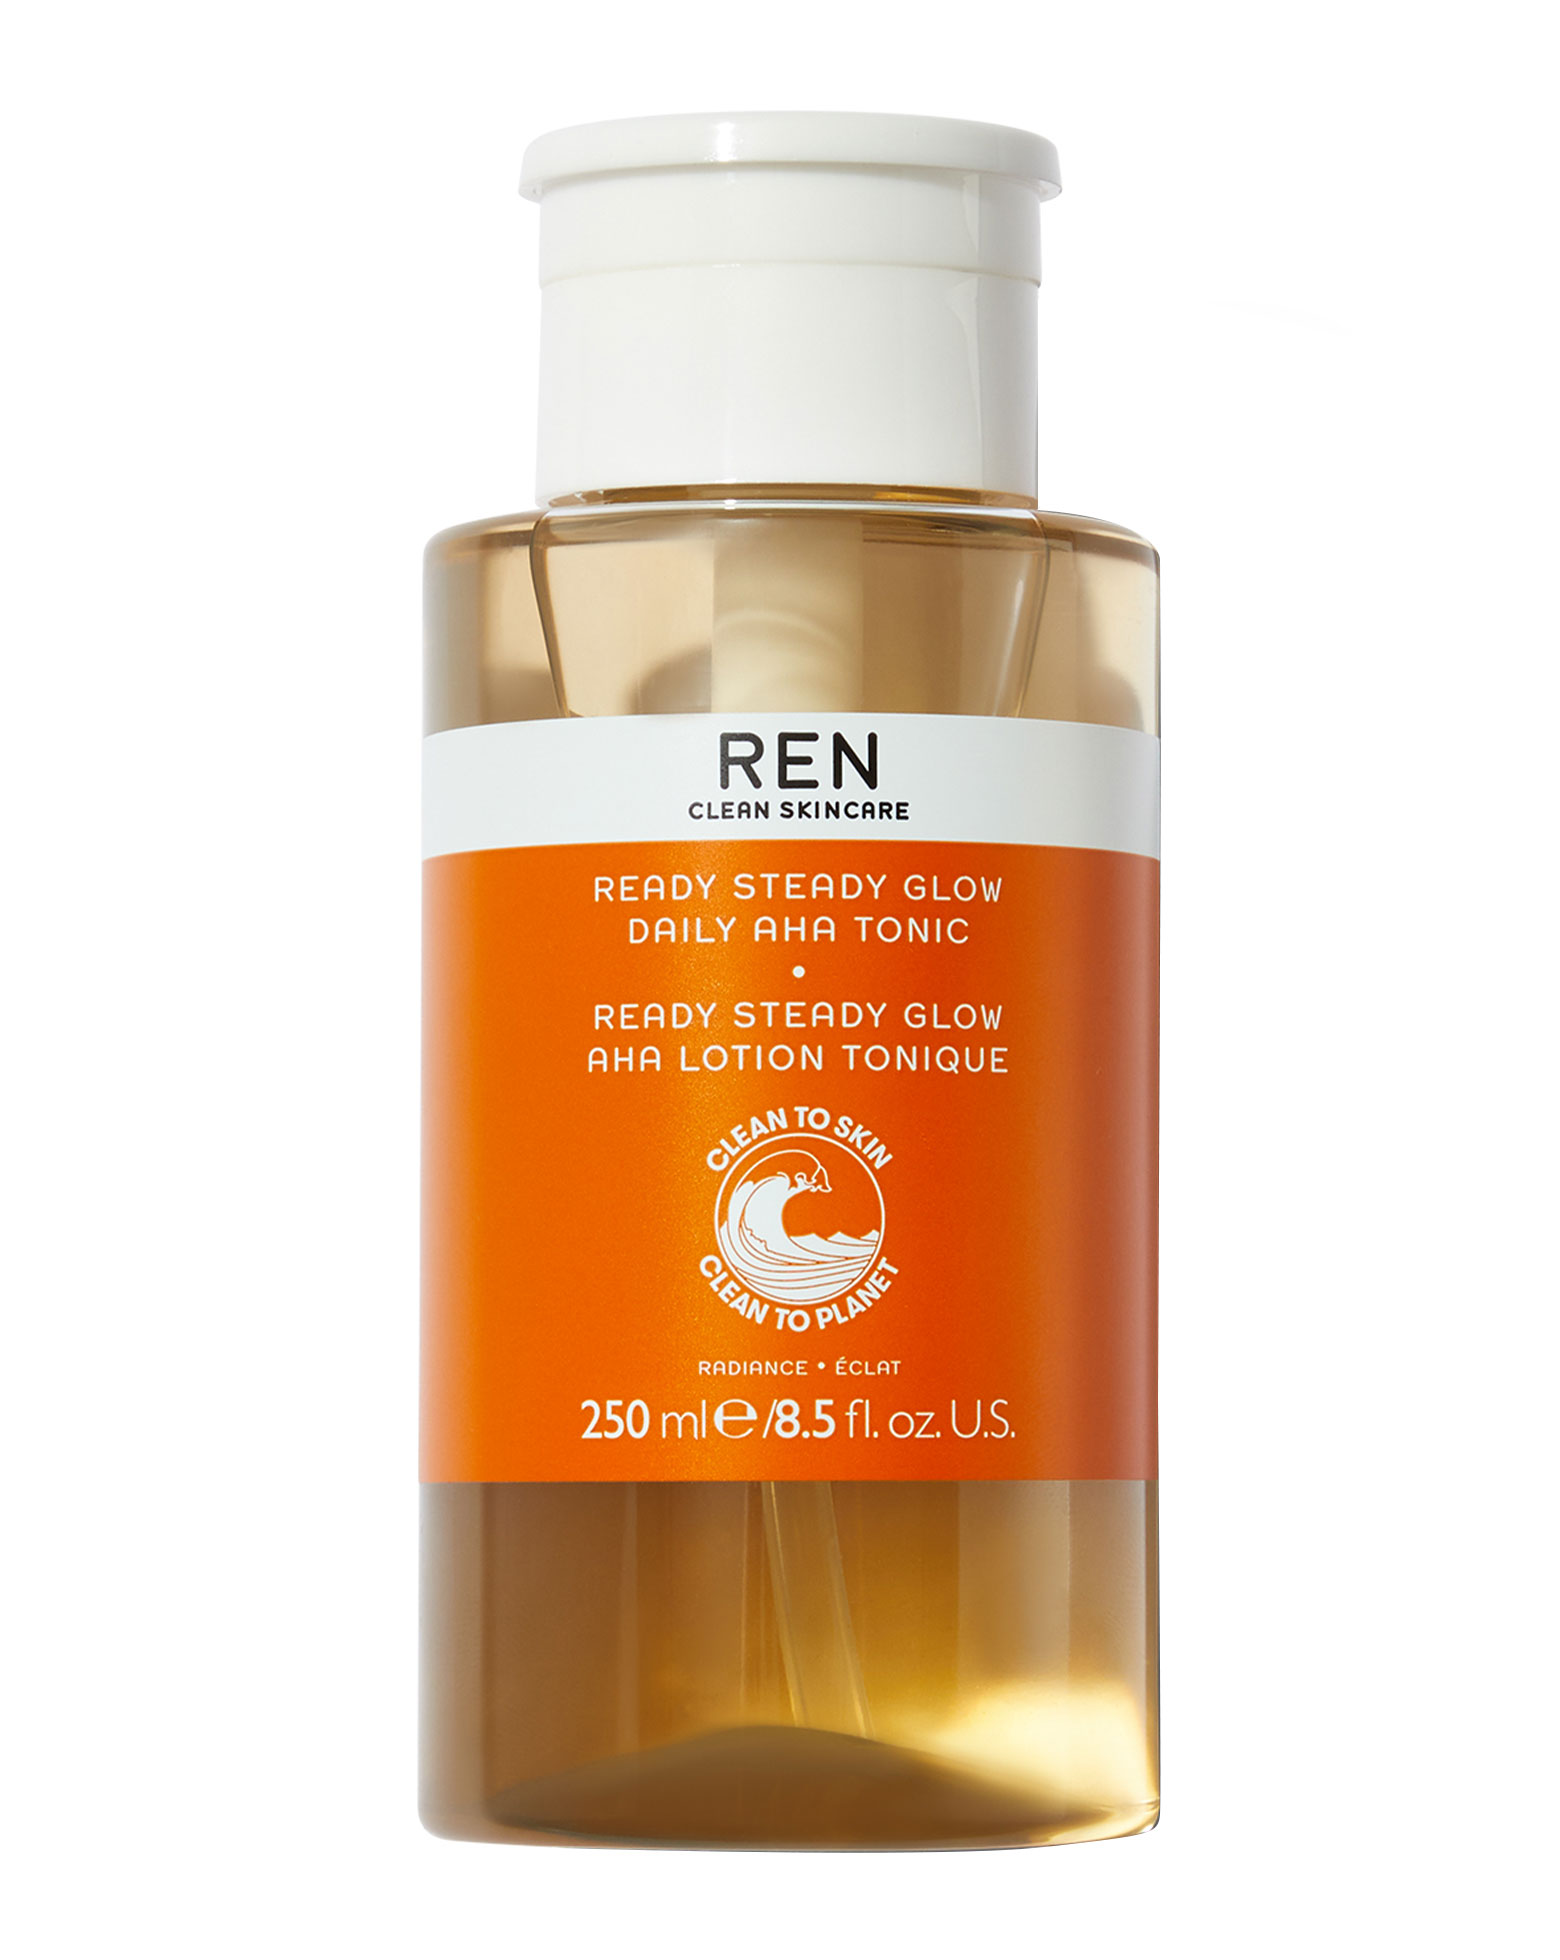 REN
CLEAN SKINCARE
READY STEADY GLOW
DAILY AHA TONIC
•
READY STEADY GLOW
AHA LOTION TONIQUE
CLEAN TO SKIN
CLEAN TO PLANET
RADIANCE • ÉCLAT
250 ml℮/8.5 fl. oz. U.S.